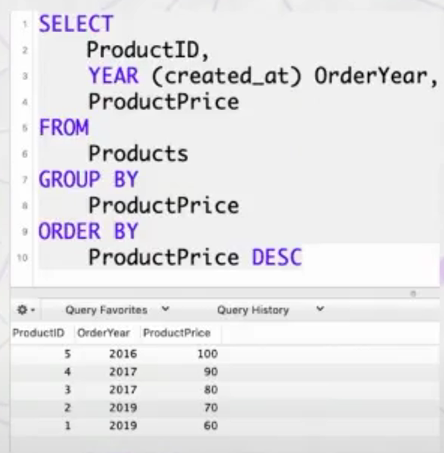 1 SELECT
2 ProductID,
3 YEAR (created_at) OrderYear,
4 ProductPrice
5 FROM
6 Products
7 GROUP BY
8 ProductPrice
9 ORDER BY
10 ProductPrice DESC
Query Favorites Query History
ProductID OrderYear ProductPrice
5 2016 100
4 2017 90
3 2017 80
2 2019 70
1 2019 60